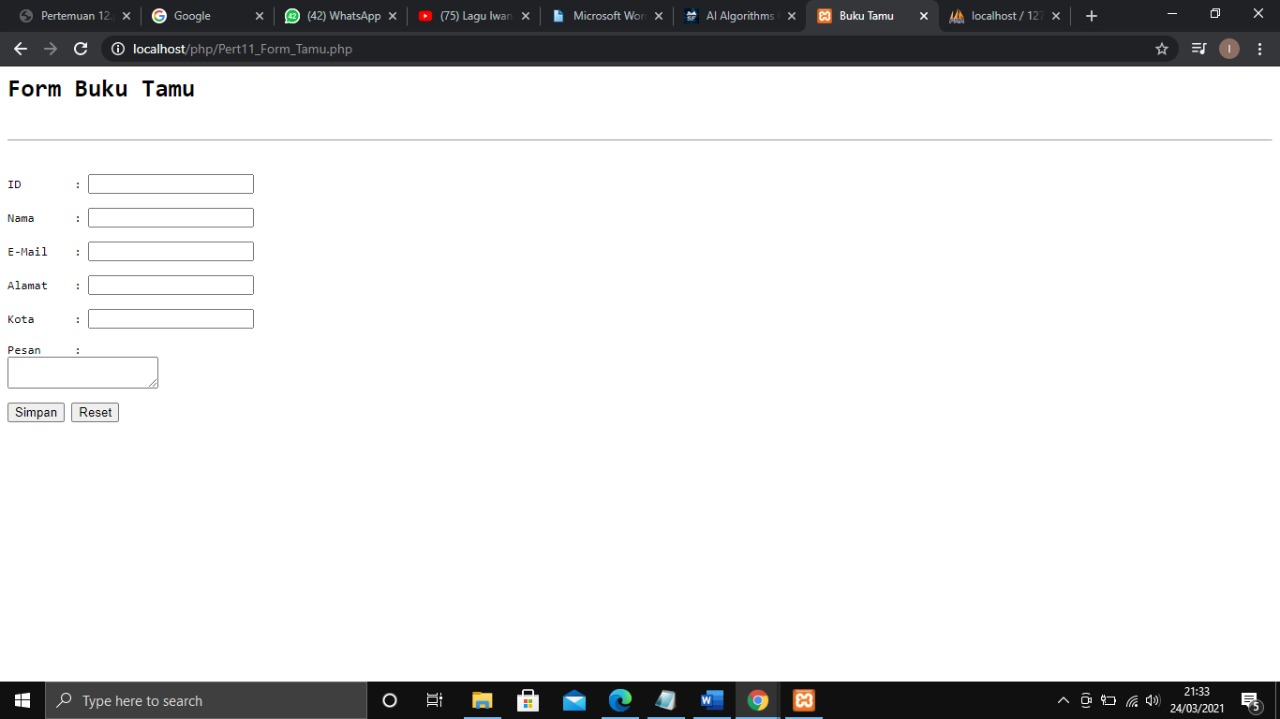 Pertemuan 12.
Google
(42) WhatsApp
(75) Lagu Iwan
Microsoft Wor
AI Algorithms
Buku Tamu
localhost / 127
localhost/php/Pert11_Form_Tamu.php
I
Form Buku Tamu
ID :
Nama :
E-Mail :
Alamat :
Kota :
Pesan :
Simpan Reset
Type here to search
21:33
24/03/2021
5